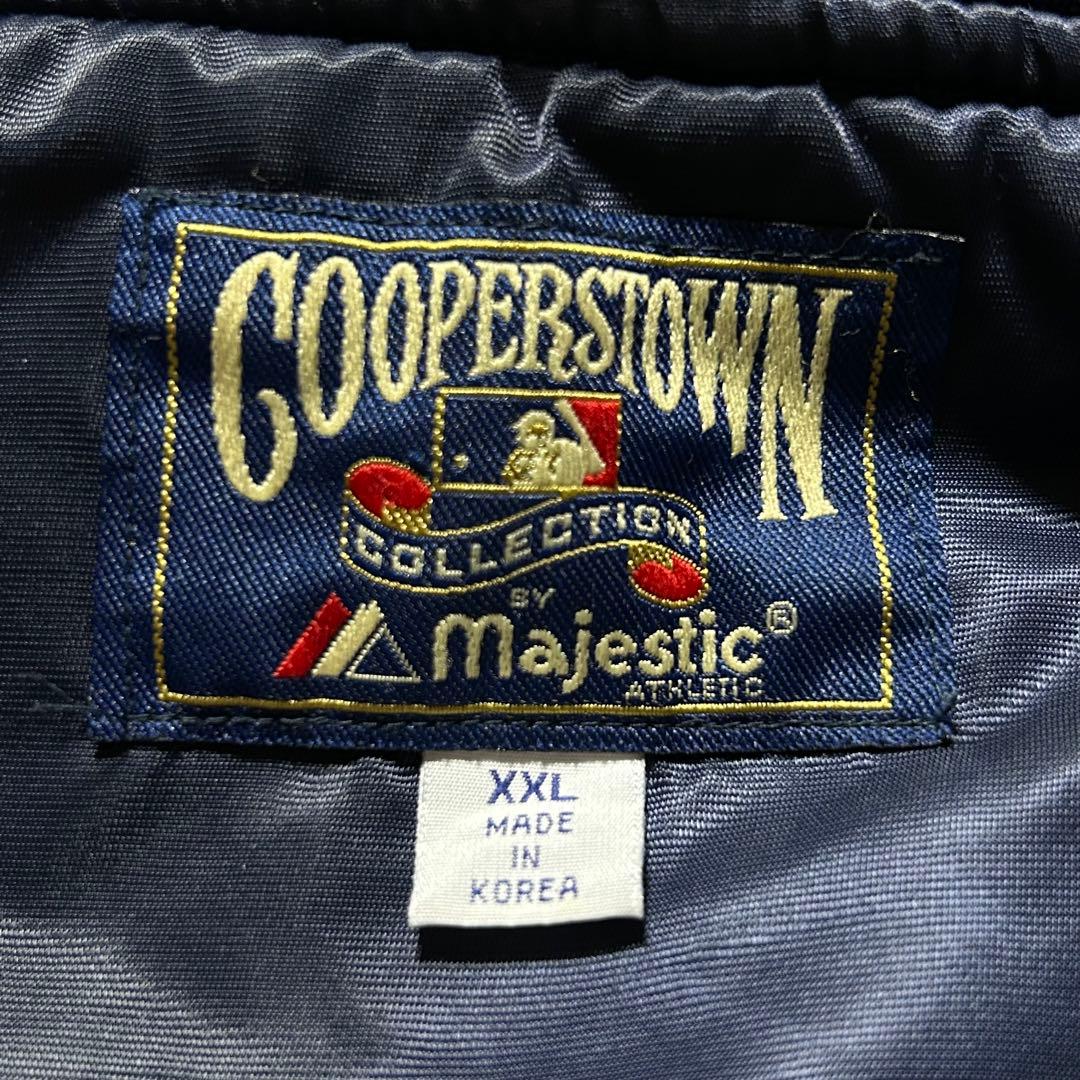 COOPERSTOWN
COLLECTION
BY
Majestic®
ATHLETIC
XXL
MADE
IN
KOREA